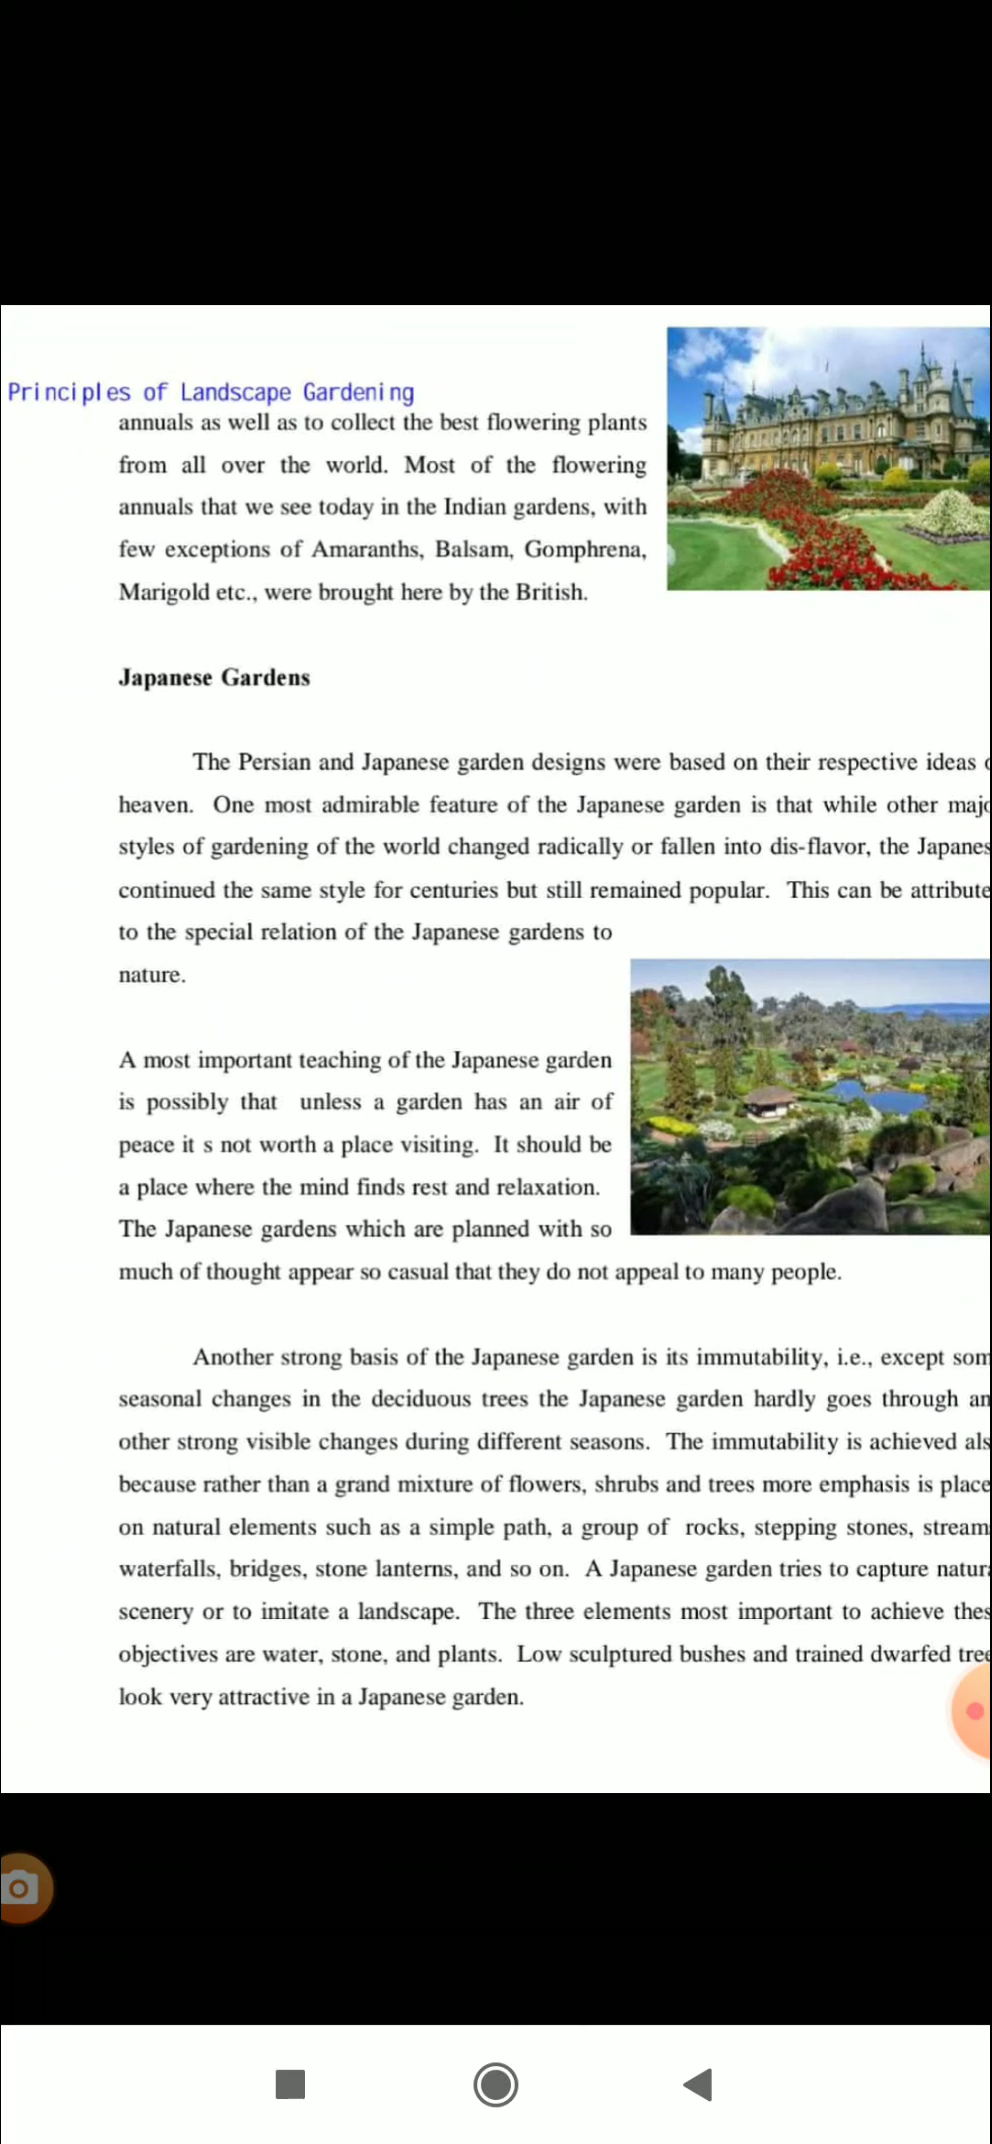 Principles of Landscape Gardening
annuals as well as to collect the best flowering plants
from all over the world. Most of the flowering
annuals that we see today in the Indian gardens, with
few exceptions of Amaranths, Balsam, Gomphrena,
Marigold etc., were brought here by the British.
Japanese Gardens
The Persian and Japanese garden designs were based on their respective ideas
heaven. One most admirable feature of the Japanese garden is that while other majo
styles of gardening of the world changed radically or fallen into dis-flavor, the Japanes
continued the same style for centuries but still remained popular. This can be attribute
to the special relation of the Japanese gardens to
nature.
A most important teaching of the Japanese garden
is possibly that unless a garden has an air of
peace it s not worth a place visiting. It should be
a place where the mind finds rest and relaxation.
The Japanese gardens which are planned with so
much of thought appear so casual that they do not appeal to many people.
Another strong basis of the Japanese garden is its immutability, i.e., except som
seasonal changes in the deciduous trees the Japanese garden hardly goes through an
other strong visible changes during different seasons. The immutability is achieved als
because rather than a grand mixture of flowers, shrubs and trees more emphasis is place
on natural elements such as a simple path, a group of rocks, stepping stones, stream
waterfalls, bridges, stone lanterns, and so on. A Japanese garden tries to capture natura
scenery or to imitate a landscape. The three elements most important to achieve thes
objectives are water, stone, and plants. Low sculptured bushes and trained dwarfed tree
look very attractive in a Japanese garden.